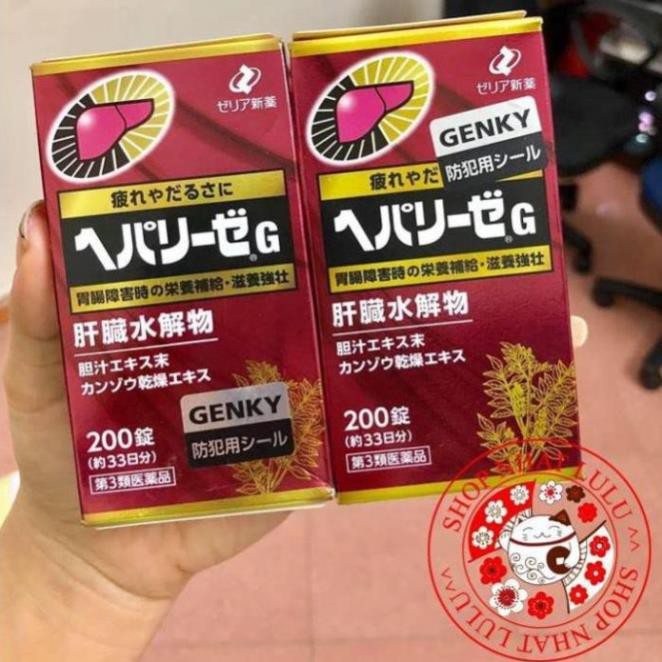 ゼリア新薬
疲れやだるさに
ヘパリーゼG
胃腸障害時の栄養補給・滋養強壮
肝臓水解物
胆汁エキス末
カンゾウ乾燥エキス
GENKY
防犯用シール
200錠
(約33日分)
第3類医薬品
ゼリア新薬
GENKY
防犯用シール
疲れやだ
ヘパリーゼG
胃腸障害時の栄養補給・滋養強壮
肝臓水解物
胆汁エキス末
カンゾウ乾燥エキス
200錠
(約33日分)
第3類医薬品
SHOP NHAT LULU
SHOP NHAT LULU